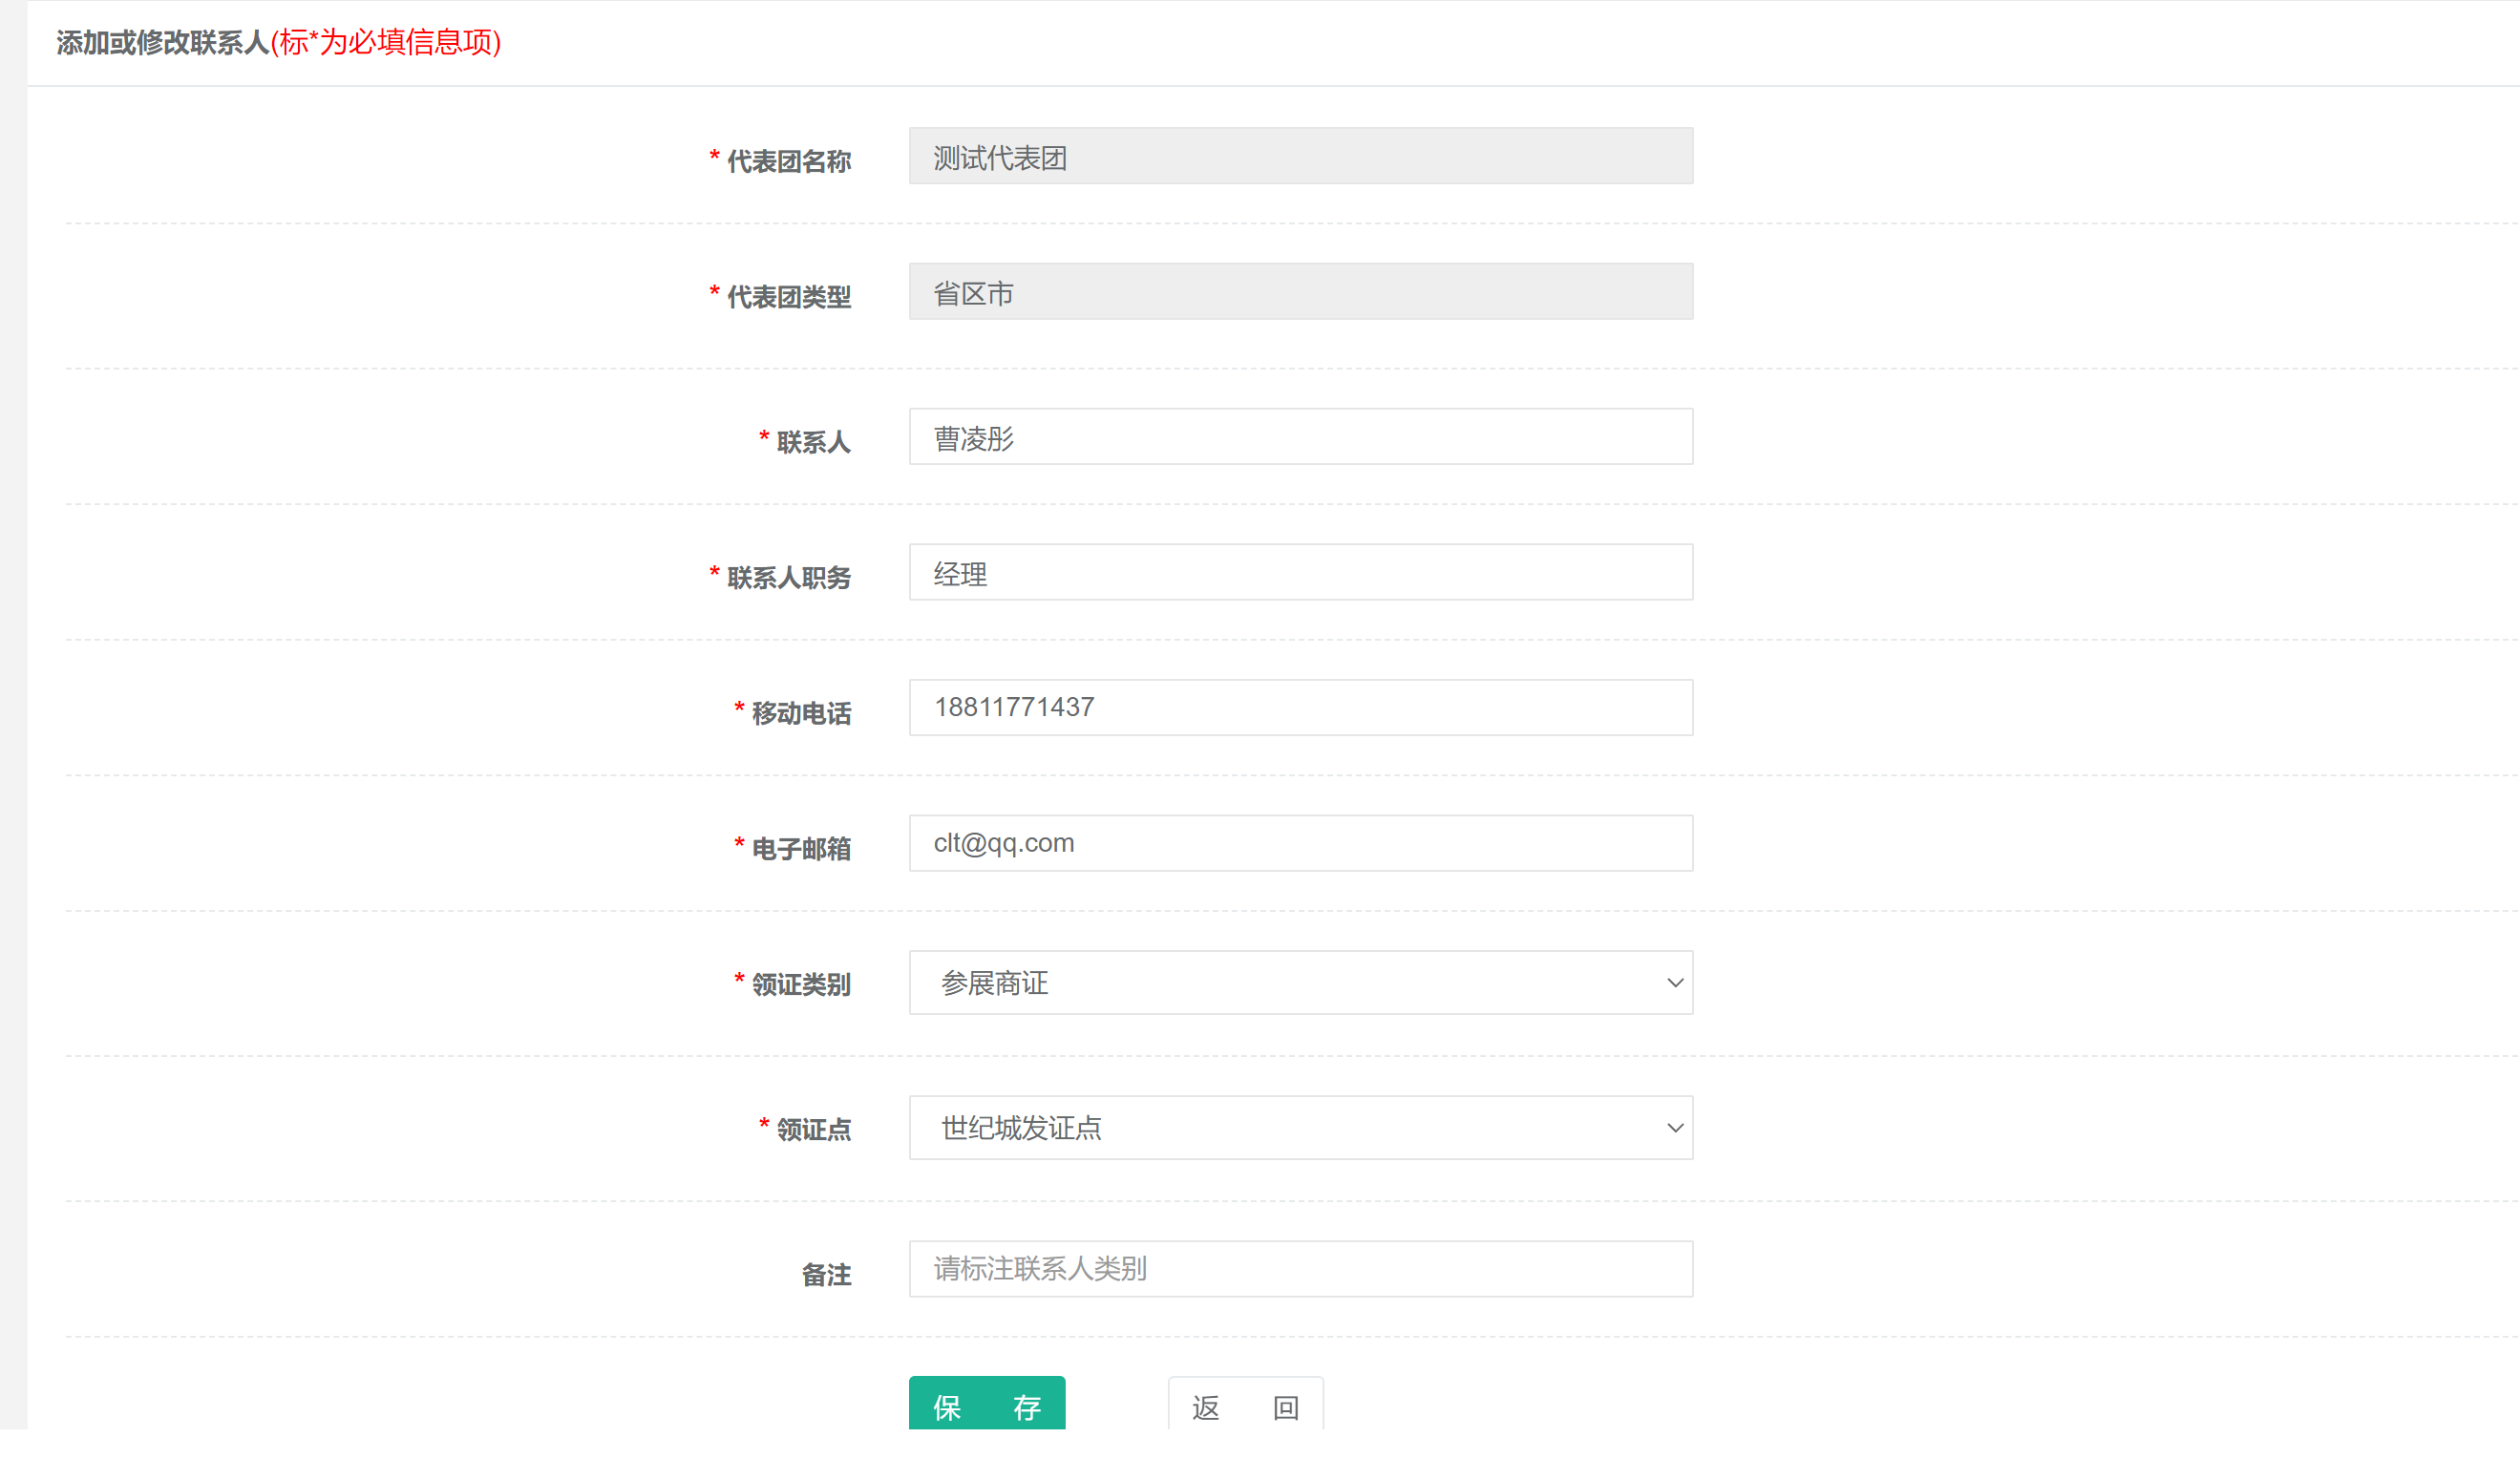 添加或修改联系人(标*为必填信息项)
* 代表团名称 测试代表团
* 代表团类型 省区市
* 联系人 曹凌彤
* 联系人职务 经理
* 移动电话 18811771437
* 电子邮箱 clt@qq.com
* 领证类别 参展商证
* 领证点 世纪城发证点
备注 请标注联系人类别
保 存 返 回